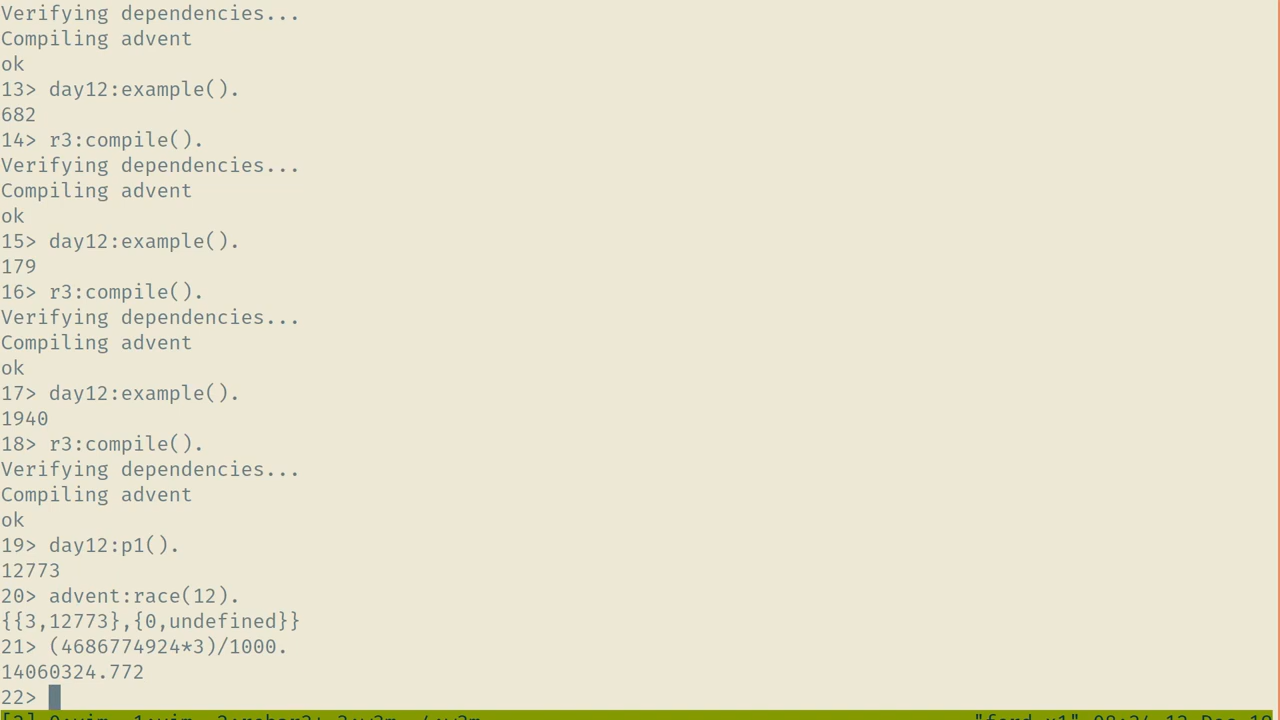 Verifying dependencies...
Compiling advent
ok
13> day12:example().
682
14> r3:compile().
Verifying dependencies...
Compiling advent
ok
15> day12:example().
179
16> r3:compile().
Verifying dependencies...
Compiling advent
ok
17> day12:example().
1940
18> r3:compile().
Verifying dependencies...
Compiling advent
ok
19> day12:p1().
12773
20> advent:race(12).
{{3,12773},{0,undefined}}
21> (4686774924*3)/1000.
14060324.772
22>